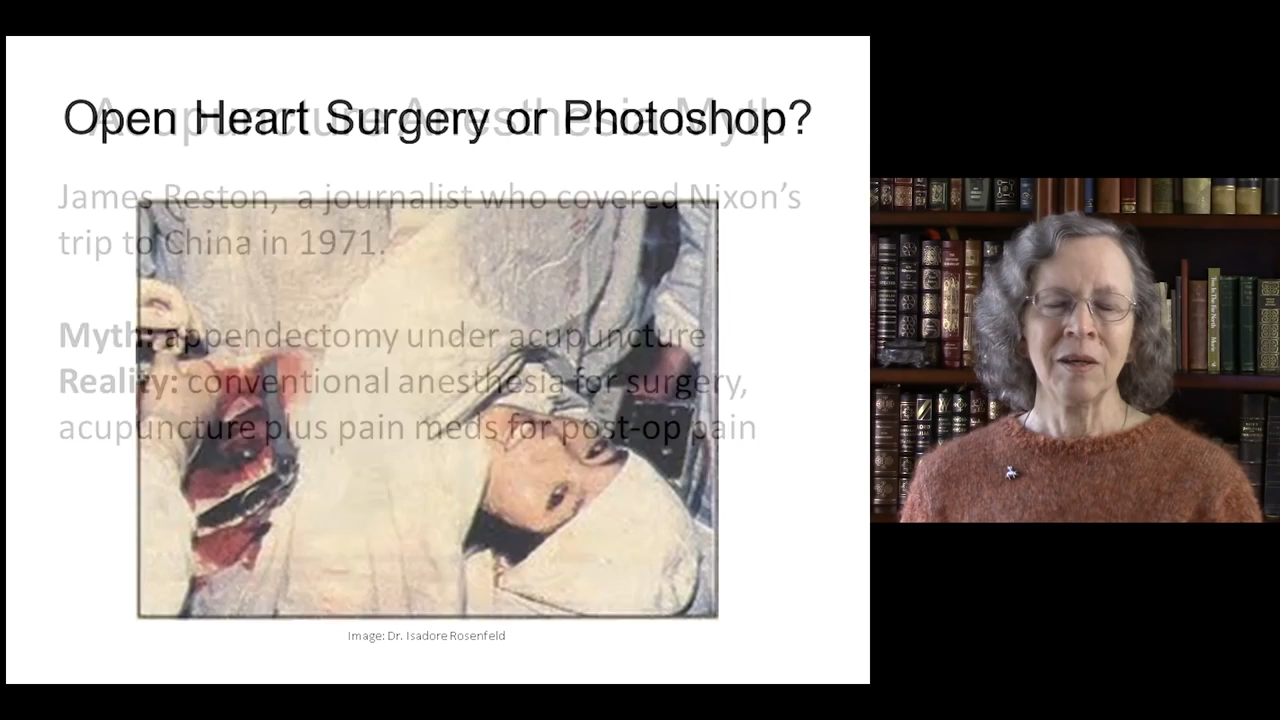 Open Heart Surgery or Photoshop?
Acupuncture Anesthesia Myth
James Reston, a journalist who covered Nixon’s
trip to China in 1971.
Myth: appendectomy under acupuncture
Reality: conventional anesthesia for surgery,
acupuncture plus pain meds for post-op pain
Image: Dr. Isadore Rosenfeld